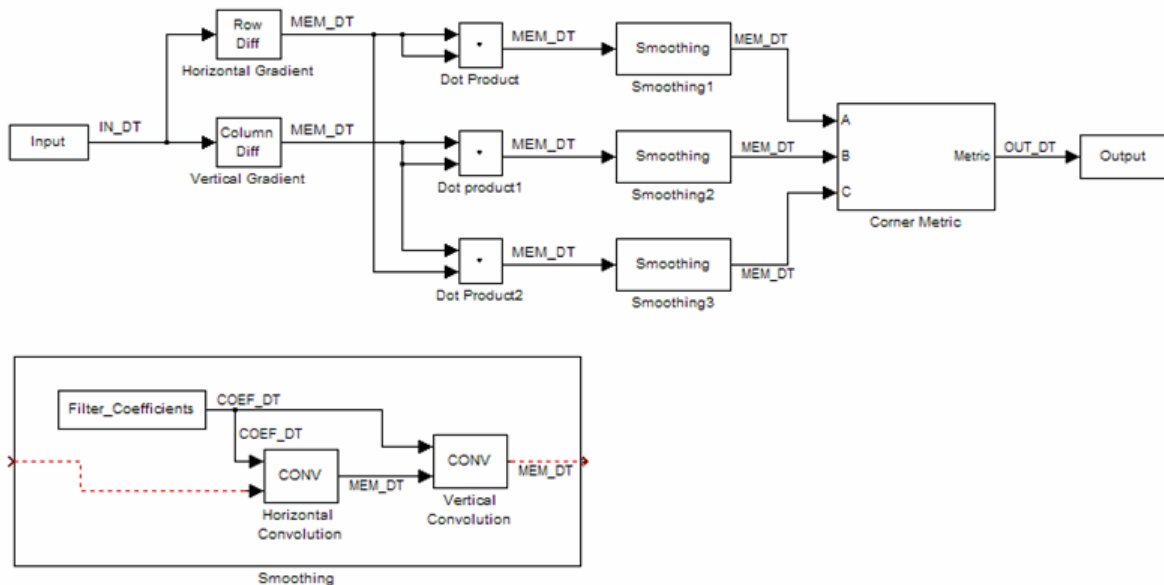 Row
Diff
MEM_DT
Horizontal Gradient
Dot Product
MEM_DT
Smoothing
MEM_DT
Smoothing1
Input
IN_DT
Column
Diff
MEM_DT
Vertical Gradient
Dot product1
MEM_DT
Smoothing
MEM_DT
Smoothing2
A
B
C
Metric
OUT_DT
Output
Corner Metric
Dot Product2
MEM_DT
Smoothing
MEM_DT
Smoothing3
Filter_Coefficients
COEF_DT
COEF_DT
CONV
MEM_DT
Horizontal
Convolution
CONV
MEM_DT
Vertical
Convolution
Smoothing